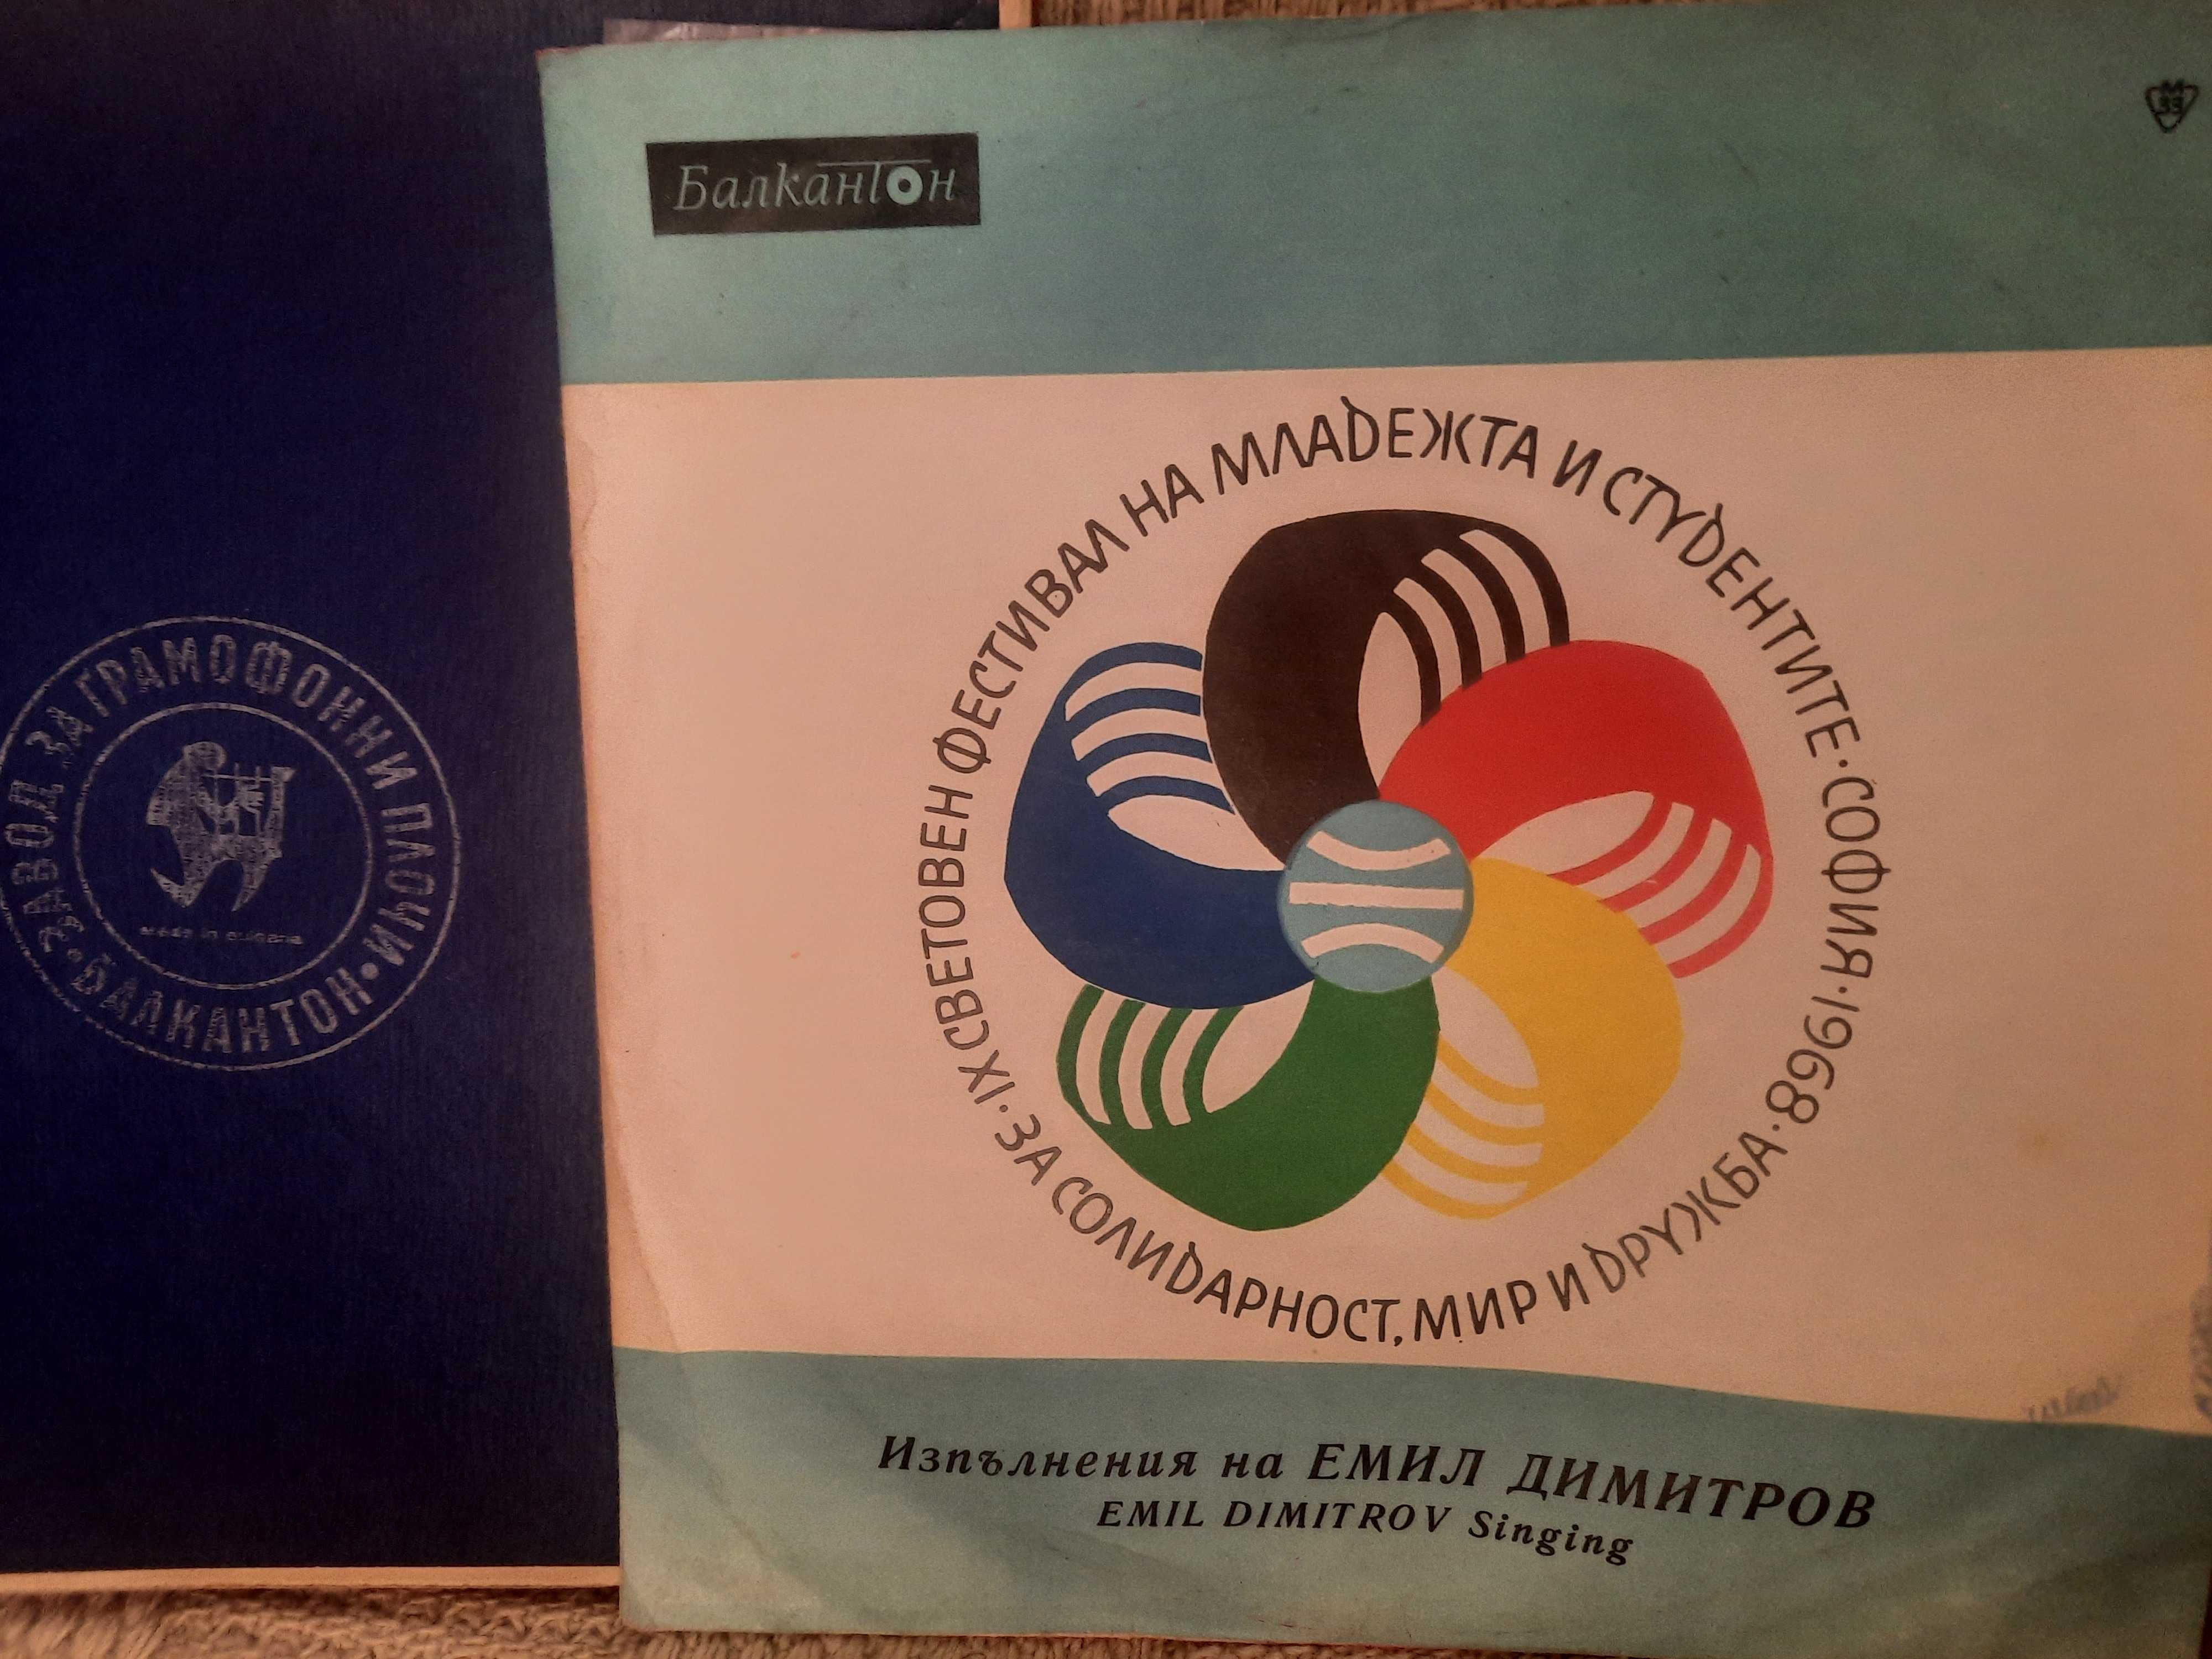 Балкантон
М
33
IX СВЕТОВЕН ФЕСТИВАЛ НА МЛАДЕЖТА И СТУДЕНТИТЕ · СОФИЯ · 1968 ·
ЗА СОЛИДАРНОСТ, МИР И ДРУЖБА ·
Изпълнения на ЕМИЛ ДИМИТРОВ
EMIL DIMITROV Singing
ЗАВОД ЗА ГРАМОФОННИ ПЛОЧИ • БАЛКАНТОН •
made in bulgaria